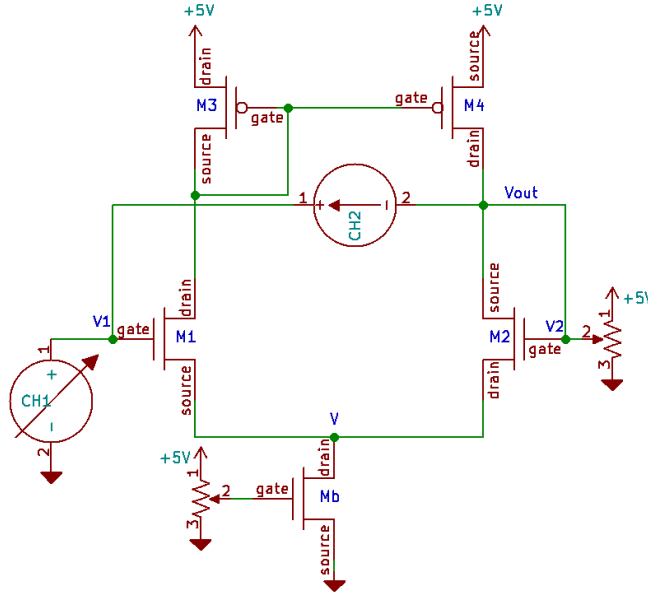 +5V
+5V
drain
source
M3
gate
gate
M4
source
drain
1
+
-
2
CH2
Vout
drain
source
+5V
V1
gate
M1
M2
V2
gate
2
1
3
1
+
CH1
-
2
source
drain
V
+5V
1
2
3
gate
drain
Mb
source